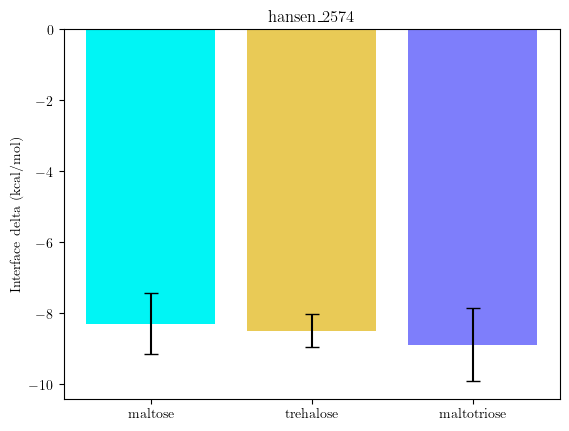 hansen_2574
Interface delta (kcal/mol)
0
−2
−4
−6
−8
−10
maltose
trehalose
maltotriose